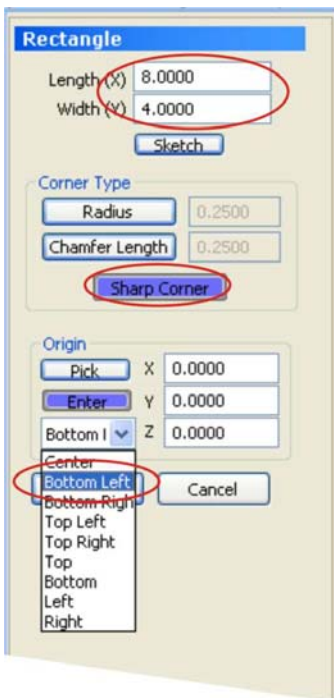 Rectangle
Length (X) 8.0000
Width (Y) 4.0000
Sketch
Corner Type
Radius 0.2500
Chamfer Length 0.2500
Sharp Corner
Origin
Pick X 0.0000
Enter Y 0.0000
Bottom l Z 0.0000
Center
Bottom Left
Bottom Righ
Cancel
Top Left
Top Right
Top
Bottom
Left
Right